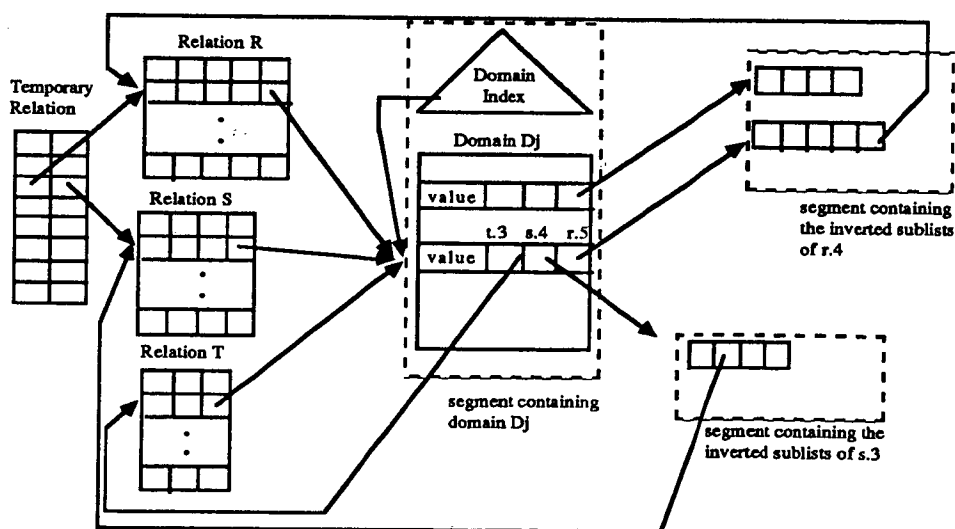 Relation R
Temporary
Relation
Domain
Index
Domain Dj
value
Relation S
t.3 s.4 r.5
value
segment containing
the inverted sublists
of r.4
Relation T
segment containing
domain Dj
segment containing the
inverted sublists of s.3